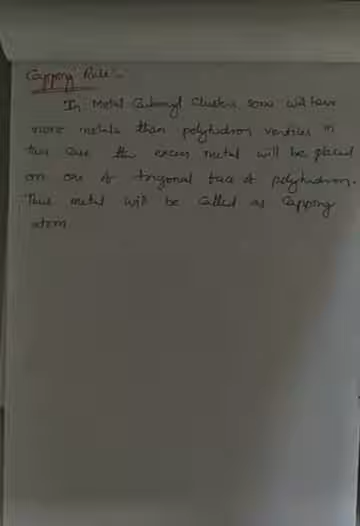 Capping Rule :-
In Metal Carbonyl Clusters some will have
more metals than polyhedron vertices in
this case the excess metal will be placed
on one of trigonal face of polyhedron.
This metal will be called as Capping
atom